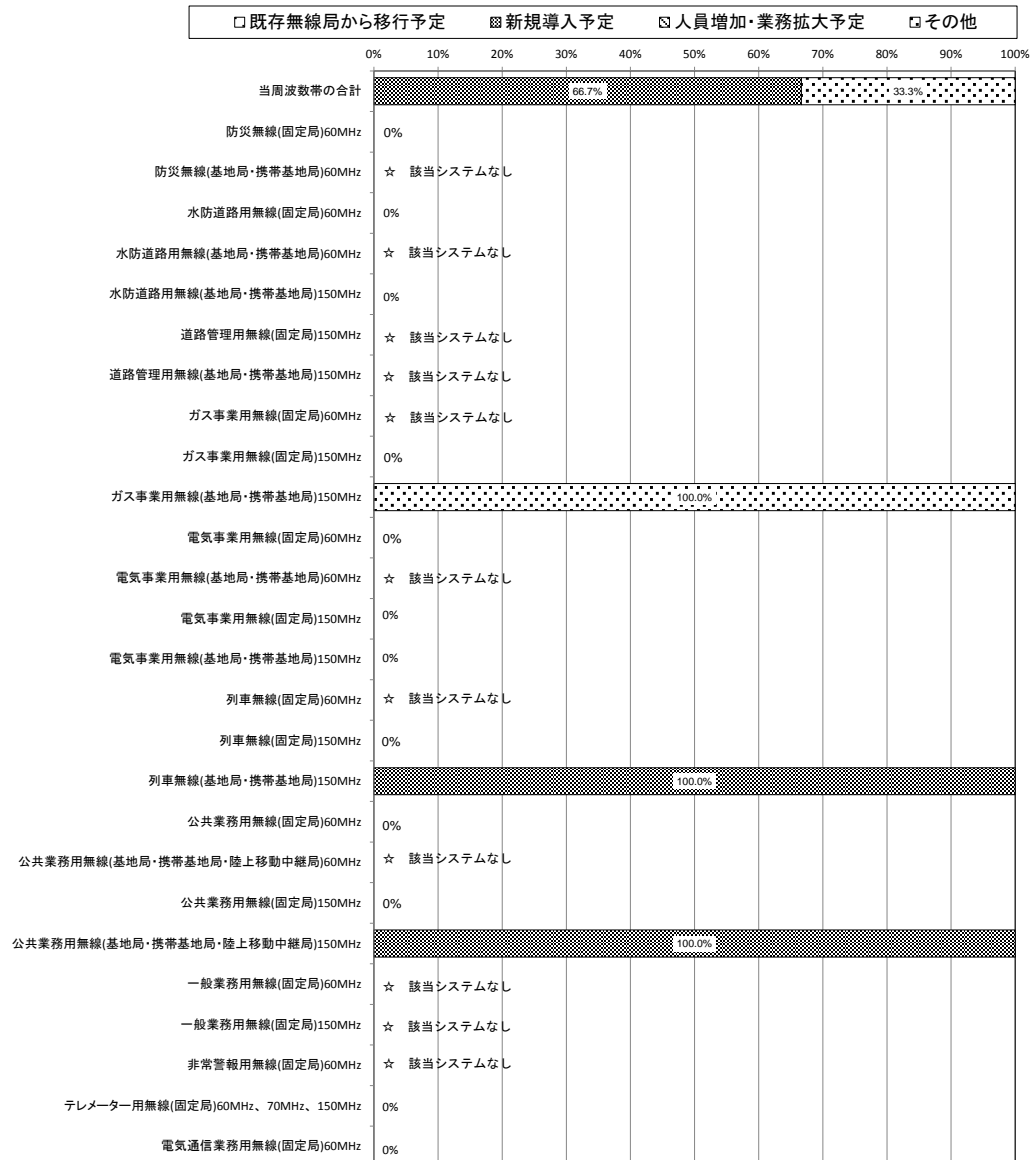 既存無線局から移行予定 新規導入予定 人員増加・業務拡大予定 その他
0% 10% 20% 30% 40% 50% 60% 70% 80% 90% 100%
当周波数帯の合計 66.7% 33.3%
防災無線(固定局)60MHz 0%
防災無線(基地局・携帯基地局)60MHz ☆ 該当システムなし
水防道路用無線(固定局)60MHz 0%
水防道路用無線(基地局・携帯基地局)60MHz ☆ 該当システムなし
水防道路用無線(基地局・携帯基地局)150MHz 0%
道路管理用無線(固定局)150MHz ☆ 該当システムなし
道路管理用無線(基地局・携帯基地局)150MHz ☆ 該当システムなし
ガス事業用無線(固定局)60MHz ☆ 該当システムなし
ガス事業用無線(固定局)150MHz 0%
ガス事業用無線(基地局・携帯基地局)150MHz 100.0%
電気事業用無線(固定局)60MHz 0%
電気事業用無線(基地局・携帯基地局)60MHz ☆ 該当システムなし
電気事業用無線(固定局)150MHz 0%
電気事業用無線(基地局・携帯基地局)150MHz 0%
列車無線(固定局)60MHz ☆ 該当システムなし
列車無線(固定局)150MHz 0%
列車無線(基地局・携帯基地局)150MHz 100.0%
公共業務用無線(固定局)60MHz 0%
公共業務用無線(基地局・携帯基地局・陸上移動中継局)60MHz ☆ 該当システムなし
公共業務用無線(固定局)150MHz 0%
公共業務用無線(基地局・携帯基地局・陸上移動中継局)150MHz 100.0%
一般業務用無線(固定局)60MHz ☆ 該当システムなし
一般業務用無線(固定局)150MHz ☆ 該当システムなし
非常警報用無線(固定局)60MHz ☆ 該当システムなし
テレメーター用無線(固定局)60MHz、70MHz、150MHz 0%
電気通信業務用無線(固定局)60MHz 0%